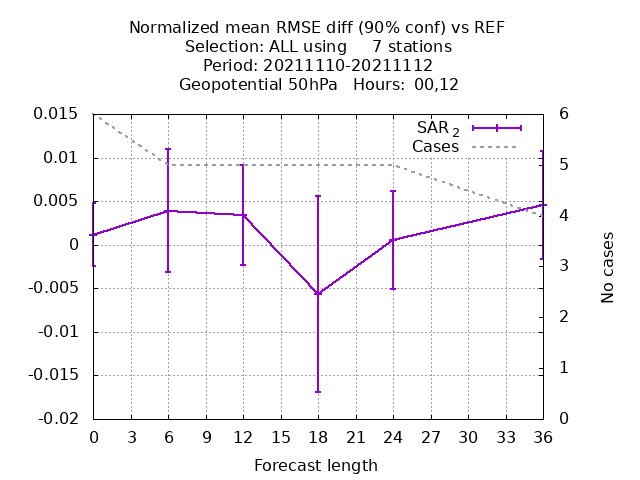 Normalized mean RMSE diff (90% conf) vs REF
Selection: ALL using     7 stations
Period: 20211110-20211112
Geopotential 50hPa   Hours: 00,12
SAR 2
Cases
0.015
0.01
0.005
0
-0.005
-0.01
-0.015
-0.02
6
5
4
3
2
1
0
No cases
0 3 6 9 12 15 18 21 24 27 30 33 36
Forecast length